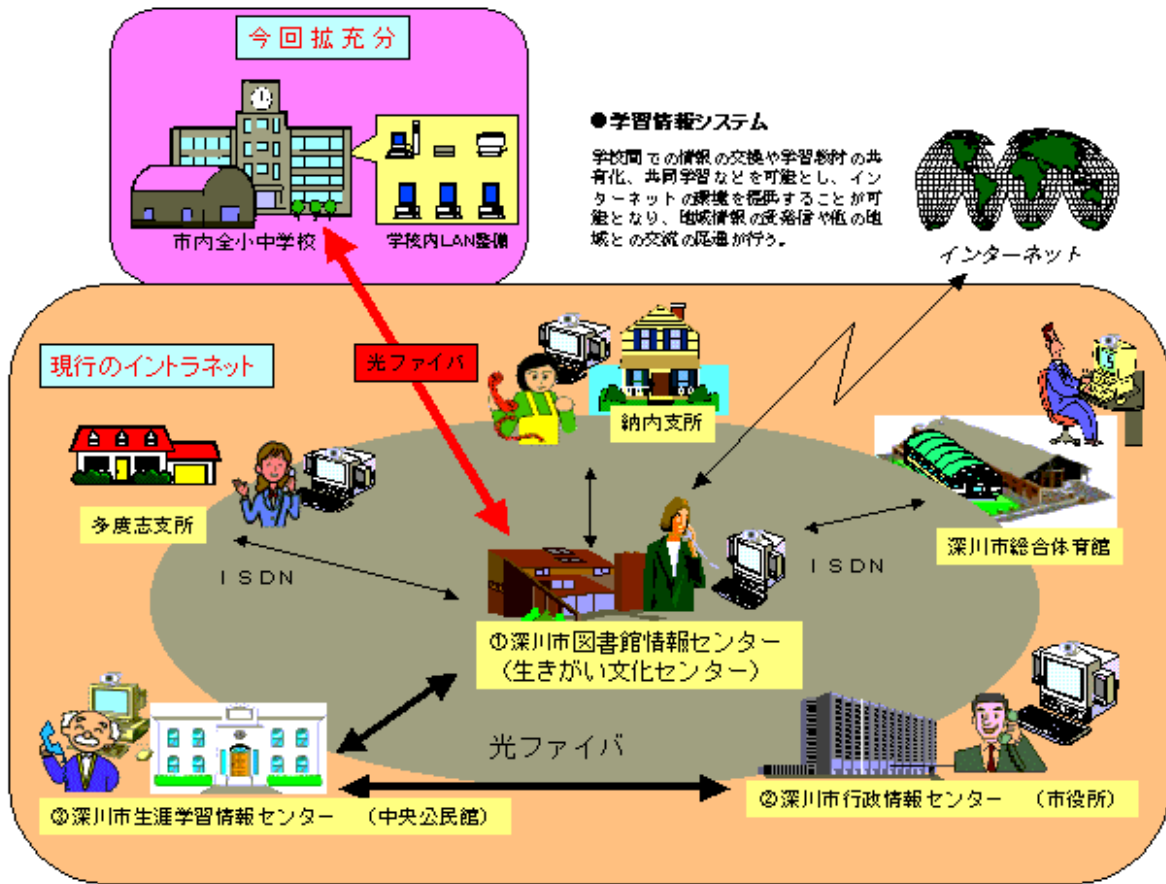 今回拡充分
市内全小中学校
学校内LAN整備
●学習情報システム
学校間での情報の交換や学習教材の共
有化、共同学習などを可能とし、イン
ターネットの環境を提供することが可
能となり、地域情報の受発信や他の地
域との交流の促進が行う。
インターネット
現行のイントラネット
光ファイバ
納内支所
多度志支所
ISDN
深川市総合体育館
ISDN
①深川市図書館情報センター
(生きがい文化センター)
光ファイバ
③深川市生涯学習情報センター (中央公民館)
②深川市行政情報センター (市役所)